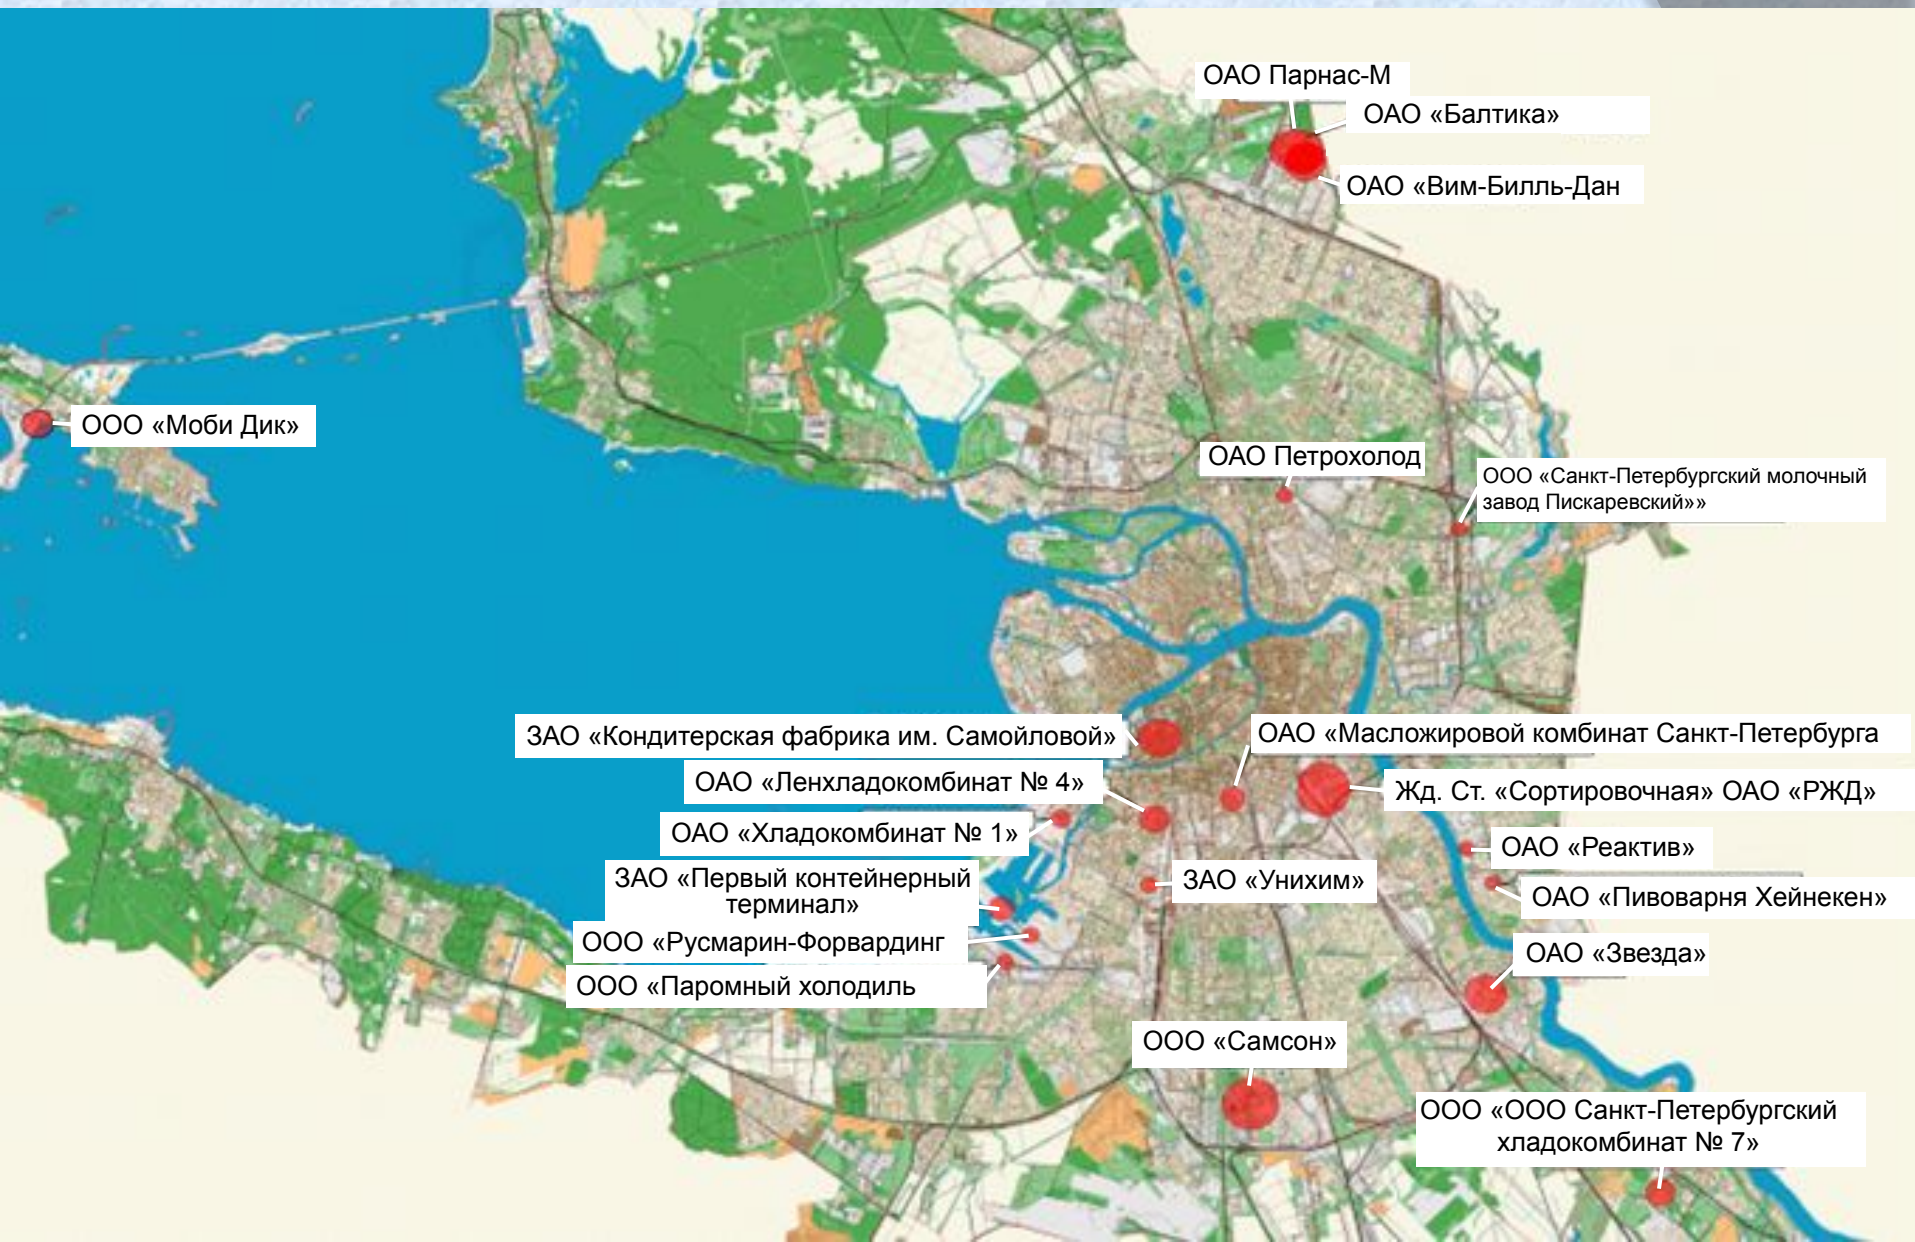 ОАО Парнас-М
ОАО «Балтика»
ОАО «Вим-Билль-Дан
ООО «Моби Дик»
ОАО Петрохолод
ООО «Санкт-Петербургский молочный
завод Пискаревский»»
ЗАО «Кондитерская фабрика им. Самойловой»
ОАО «Масложировой комбинат Санкт-Петербурга
ОАО «Ленхладокомбинат № 4»
Жд. Ст. «Сортировочная» ОАО «РЖД»
ОАО «Хладокомбинат № 1»
ОАО «Реактив»
ЗАО «Первый контейнерный
терминал»
ЗАО «Унихим»
ОАО «Пивоварня Хейнекен»
ООО «Русмарин-Форвардинг
ОАО «Звезда»
ООО «Паромный холодиль
ООО «Самсон»
ООО «ООО Санкт-Петербургский
хладокомбинат № 7»